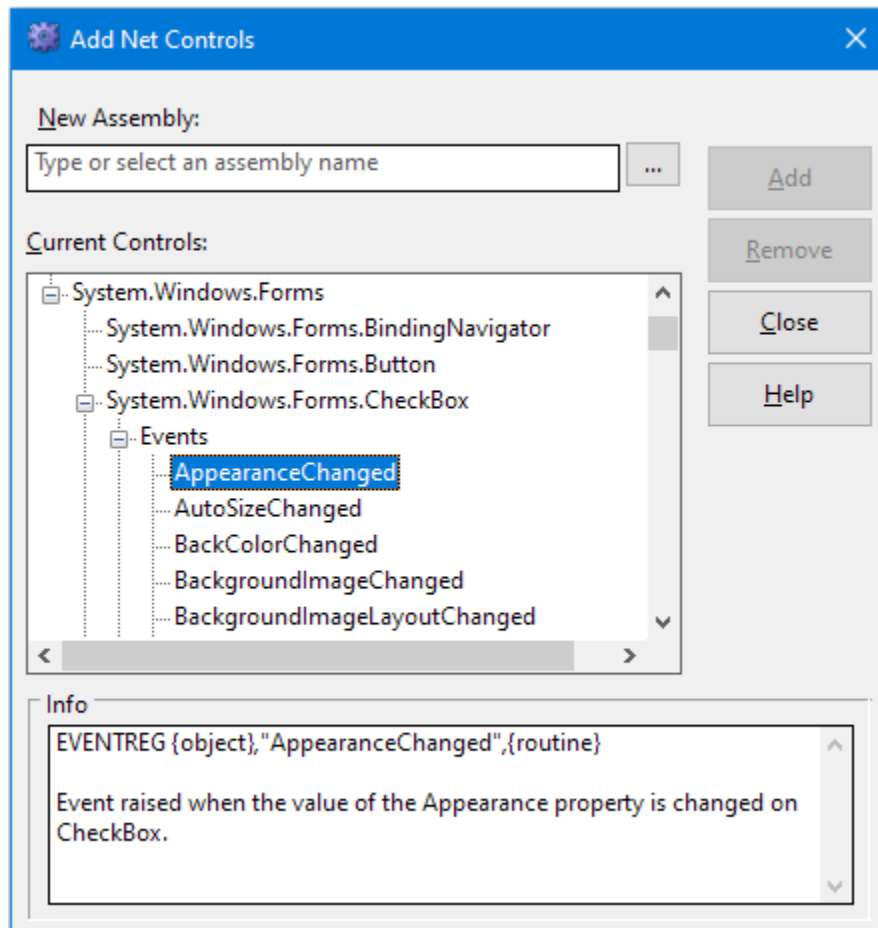 Add Net Controls
New Assembly:
Type or select an assembly name
...
Add
Current Controls:
Remove
System.Windows.Forms
System.Windows.Forms.BindingNavigator
Close
System.Windows.Forms.Button
System.Windows.Forms.CheckBox
Help
Events
AppearanceChanged
AutoSizeChanged
BackColorChanged
BackgroundImageChanged
BackgroundImageLayoutChanged
Info
EVENTREG {object},"AppearanceChanged",{routine}
Event raised when the value of the Appearance property is changed on
CheckBox.